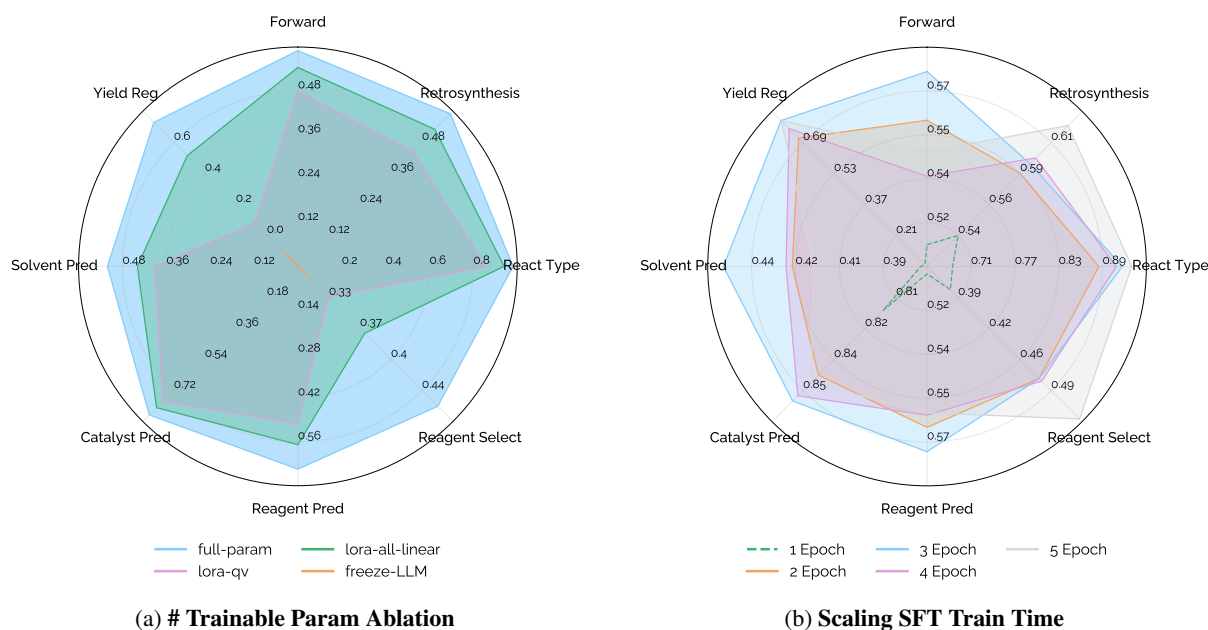 Forward
Yield Reg
Retrosynthesis
0.48
0.6
0.48
0.36
0.4
0.36
0.24
0.2
0.24
0.12
0.0
0.12
Solvent Pred
0.48
0.36
0.24
0.12
0.2
0.4
0.6
0.8
React Type
0.18
0.14
0.33
0.36
0.37
0.54
0.28
0.4
0.72
0.42
0.44
Catalyst Pred
0.56
Reagent Select
Reagent Pred
full-param
lora-all-linear
lora-qv
freeze-LLM
(a) # Trainable Param Ablation
Forward
Yield Reg
Retrosynthesis
0.57
0.69
0.55
0.61
0.53
0.54
0.59
0.37
0.56
0.21
0.52
0.54
Solvent Pred
0.44
0.42
0.41
0.39
0.71
0.77
0.83
0.89
React Type
0.81
0.52
0.39
0.82
0.42
0.84
0.54
0.46
0.85
0.55
0.49
Catalyst Pred
0.57
Reagent Select
Reagent Pred
1 Epoch
3 Epoch
5 Epoch
2 Epoch
4 Epoch
(b) Scaling SFT Train Time